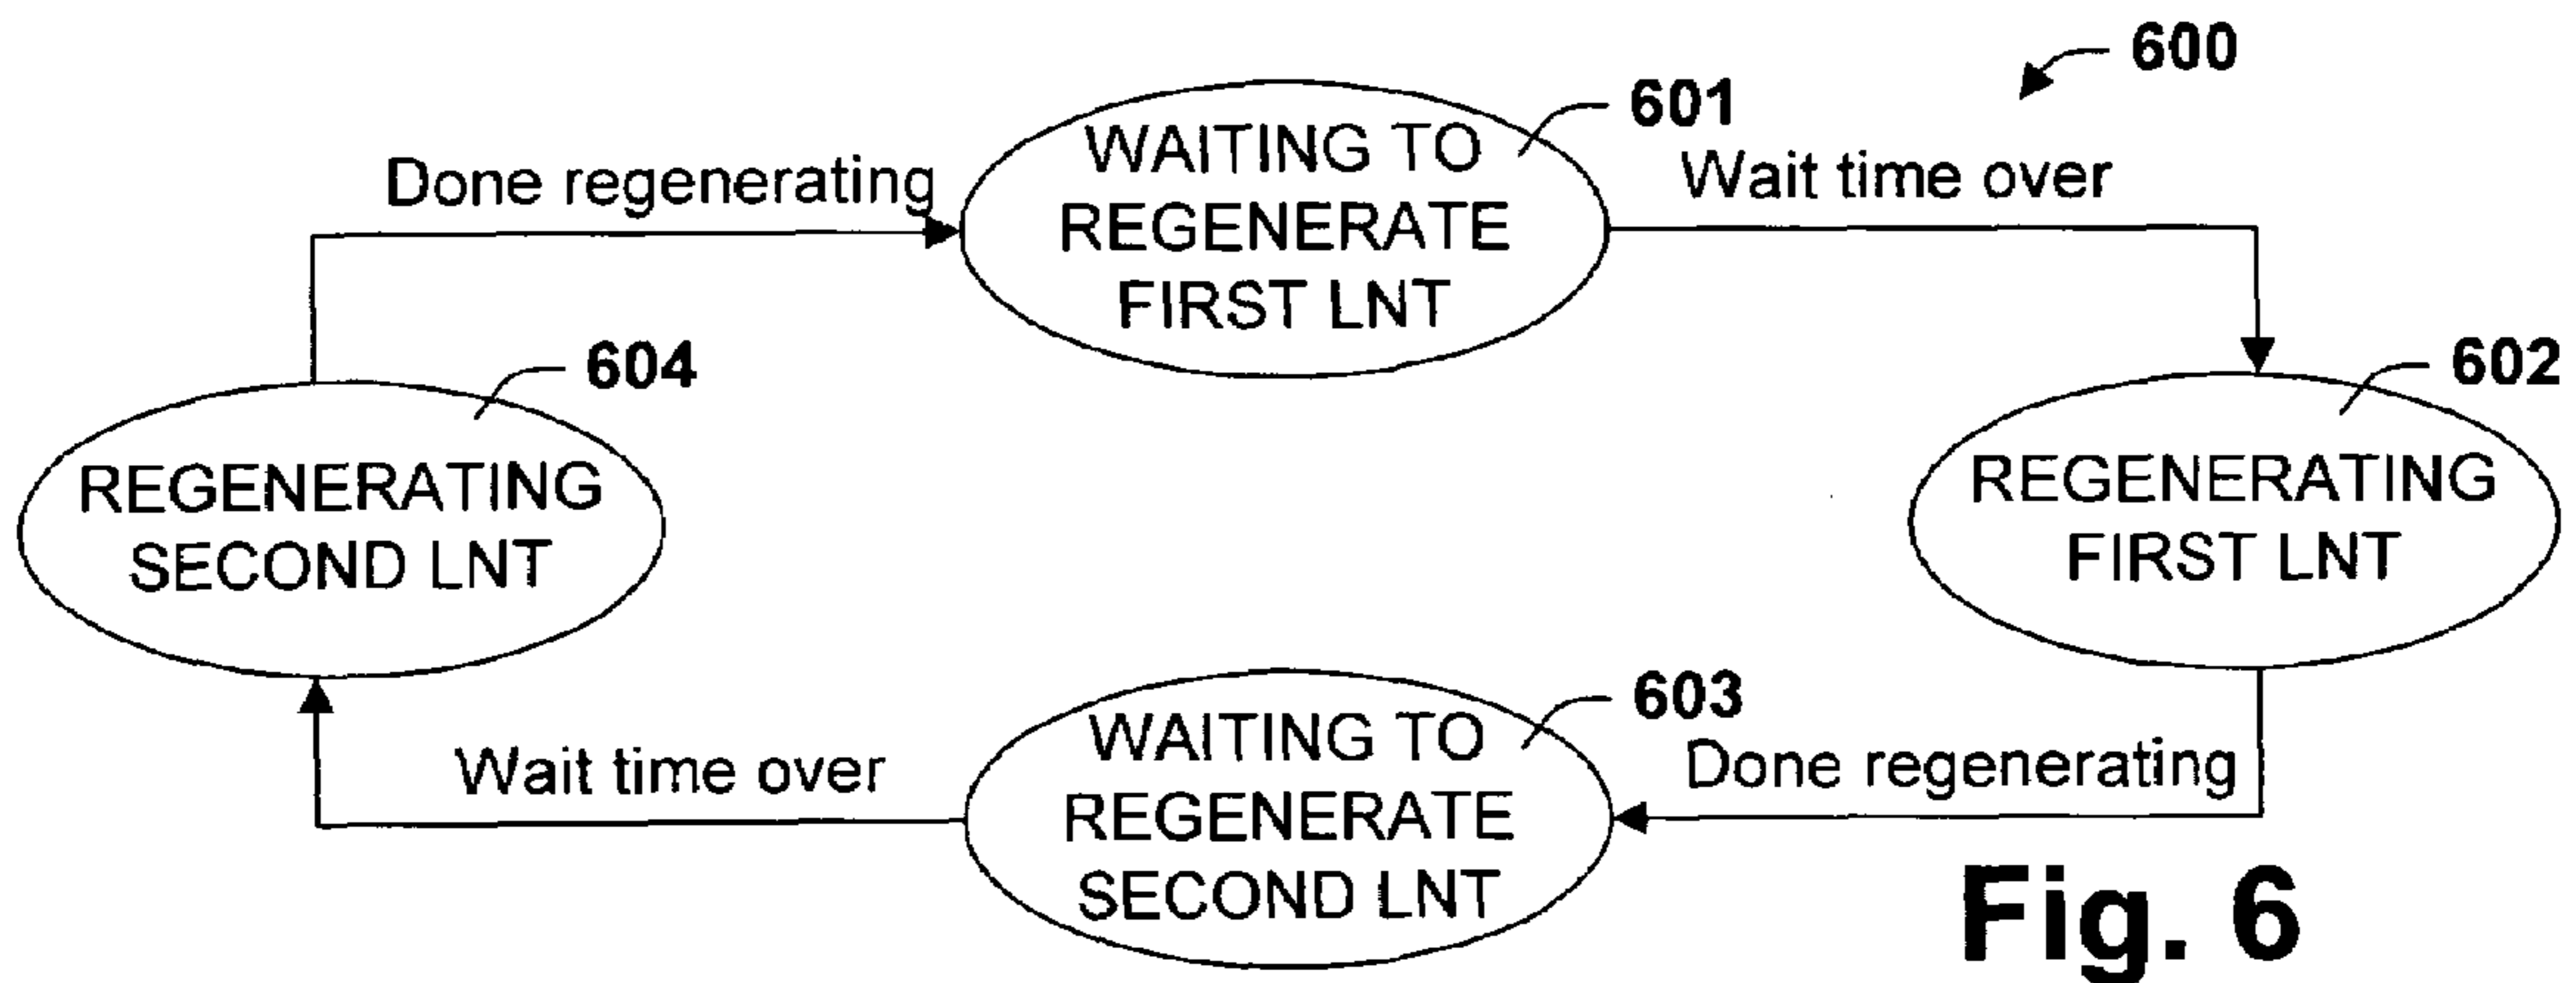 600
601
WAITING TO
REGENERATE
FIRST LNT
Done regenerating
Wait time over
604
602
REGENERATING
SECOND LNT
REGENERATING
FIRST LNT
603
WAITING TO
REGENERATE
SECOND LNT
Wait time over
Done regenerating
Fig. 6